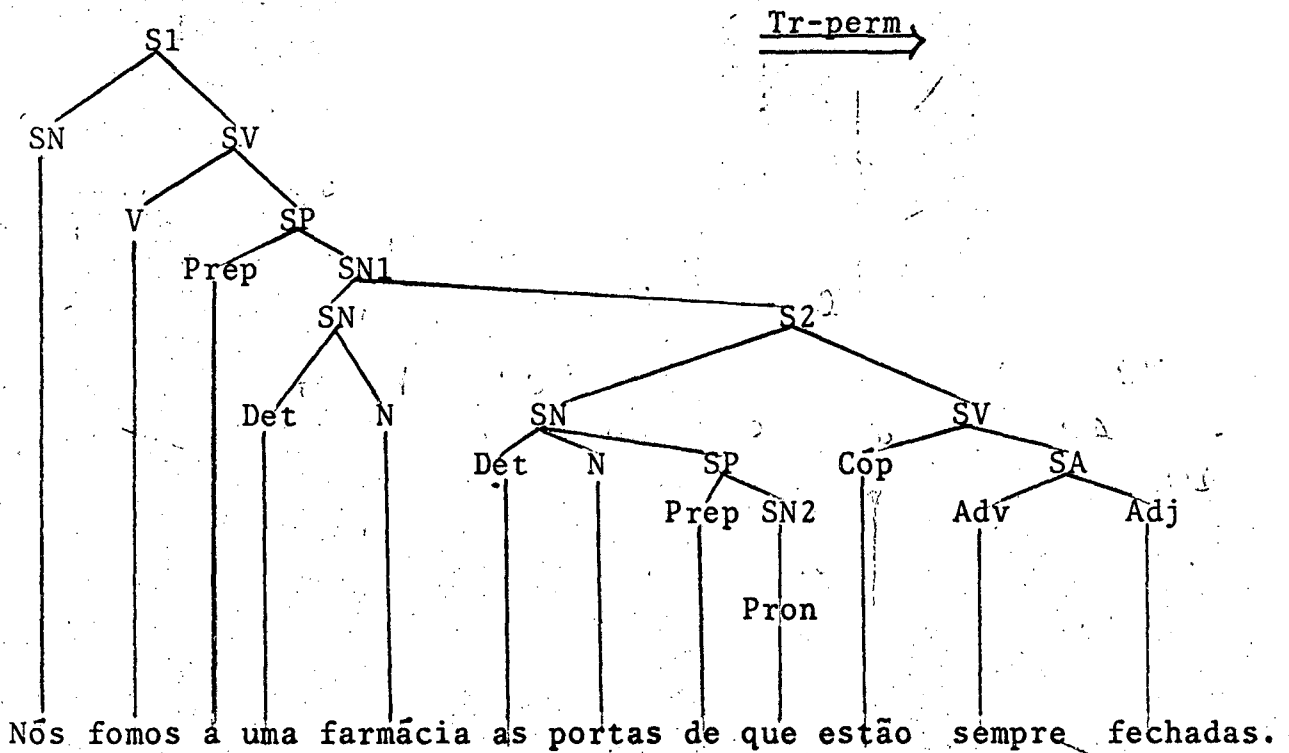 Tr-perm
S1
SN SV
V SP
Prep SN1
SN S2
Det N SN SV
Det N SP Cop SA
Prep SN2 Adv Adj
Pron
Nós fomos a uma farmácia as portas de que estão sempre fechadas.